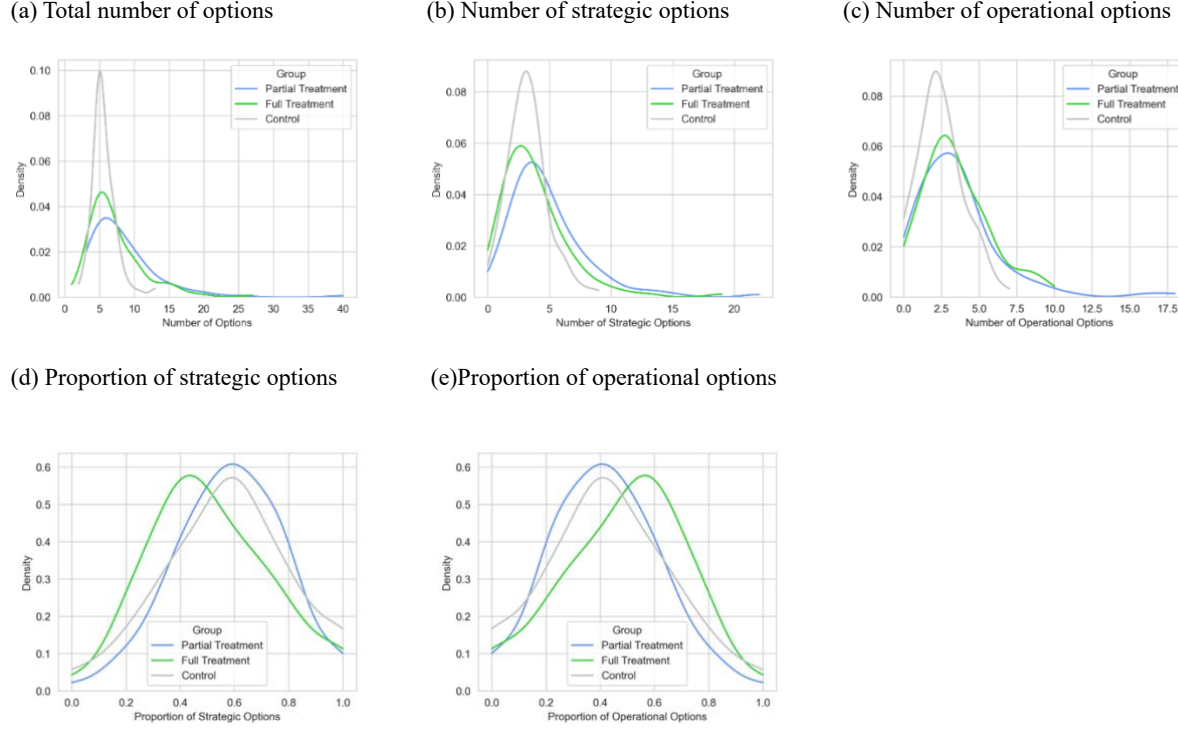 (a) Total number of options
(b) Number of strategic options
(c) Number of operational options
Group
Partial Treatment
Full Treatment
Control
Density
0.10
0.08
0.06
0.04
0.02
0.00
0 5 10 15 20 25 30 35 40
Number of Options
Group
Partial Treatment
Full Treatment
Control
Density
0.08
0.06
0.04
0.02
0.00
0 5 10 15 20
Number of Strategic Options
Group
Partial Treatment
Full Treatment
Control
Density
0.08
0.06
0.04
0.02
0.00
0.0 2.5 5.0 7.5 10.0 12.5 15.0 17.5
Number of Operational Options
(d) Proportion of strategic options
(e)Proportion of operational options
Density
0.6
0.5
0.4
0.3
0.2
0.1
0.0
Group
Partial Treatment
Full Treatment
Control
0.0 0.2 0.4 0.6 0.8 1.0
Proportion of Strategic Options
Density
0.6
0.5
0.4
0.3
0.2
0.1
0.0
Group
Partial Treatment
Full Treatment
Control
0.0 0.2 0.4 0.6 0.8 1.0
Proportion of Operational Options